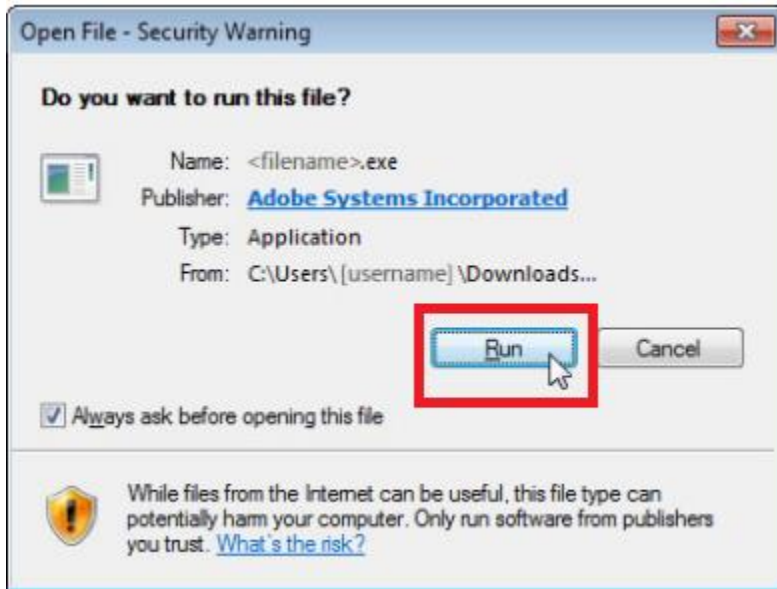 Open File - Security Warning
Do you want to run this file?
Name: <filename>.exe
Publisher: Adobe Systems Incorporated
Type: Application
From: C:\Users\[username]\Downloads...
Run Cancel
Always ask before opening this file
While files from the Internet can be useful, this file type can
potentially harm your computer. Only run software from publishers
you trust. What's the risk?